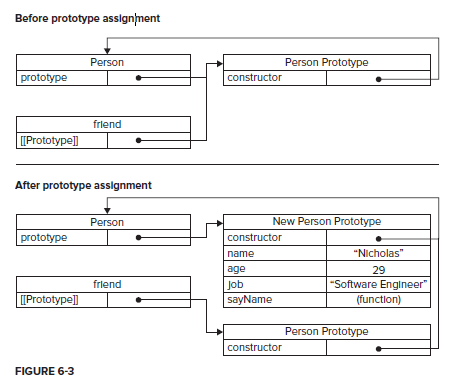 Before prototype assignment
Person
Person Prototype
prototype
constructor
friend
[[Prototype]]
After prototype assignment
Person
New Person Prototype
prototype
constructor
name "Nicholas"
age 29
friend
job "Software Engineer"
[[Prototype]]
sayName (function)
Person Prototype
constructor
FIGURE 6-3